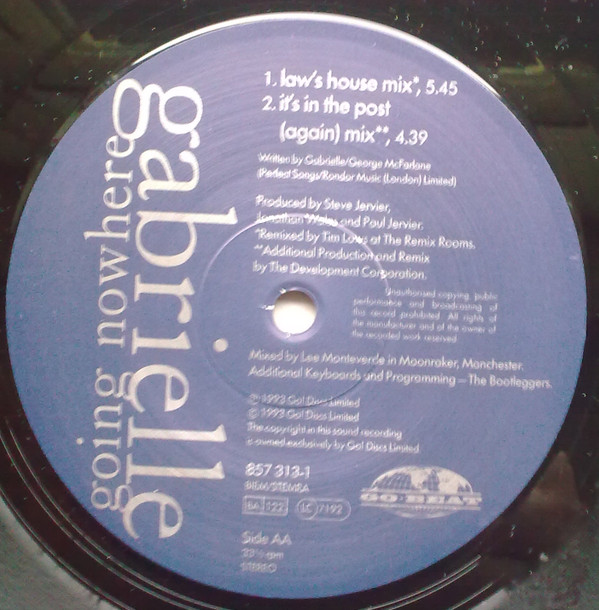 gabrielle
going nowhere
1. law's house mix*, 5.45
2. it's in the post
(again) mix**, 4.39
Written by Gabrielle/George McFarlane
(Perfect Songs/Rondor Music (London) Limited)
Produced by Steve Jervier,
Jonathan Wales and Paul Jervier.
*Remixed by Tim Laws at The Remix Rooms.
**Additional Production and Remix
by The Development Corporation.
Unauthorised copying, public
performance and broadcasting of
this record prohibited. All rights of
the manufacturer and of the owner of
the recorded work reserved
Mixed by Lee Monteverde in Moonraker, Manchester.
Additional Keyboards and Programming – The Bootleggers.
℗ 1993 Go! Discs Limited
© 1993 Go! Discs Limited
The copyright in this sound recording
is owned exclusively by Go! Discs Limited
857 313-1
BIEM/STEMRA
BA 122 LC 7192
GO! BEAT
Side AA
rpm
STEREO